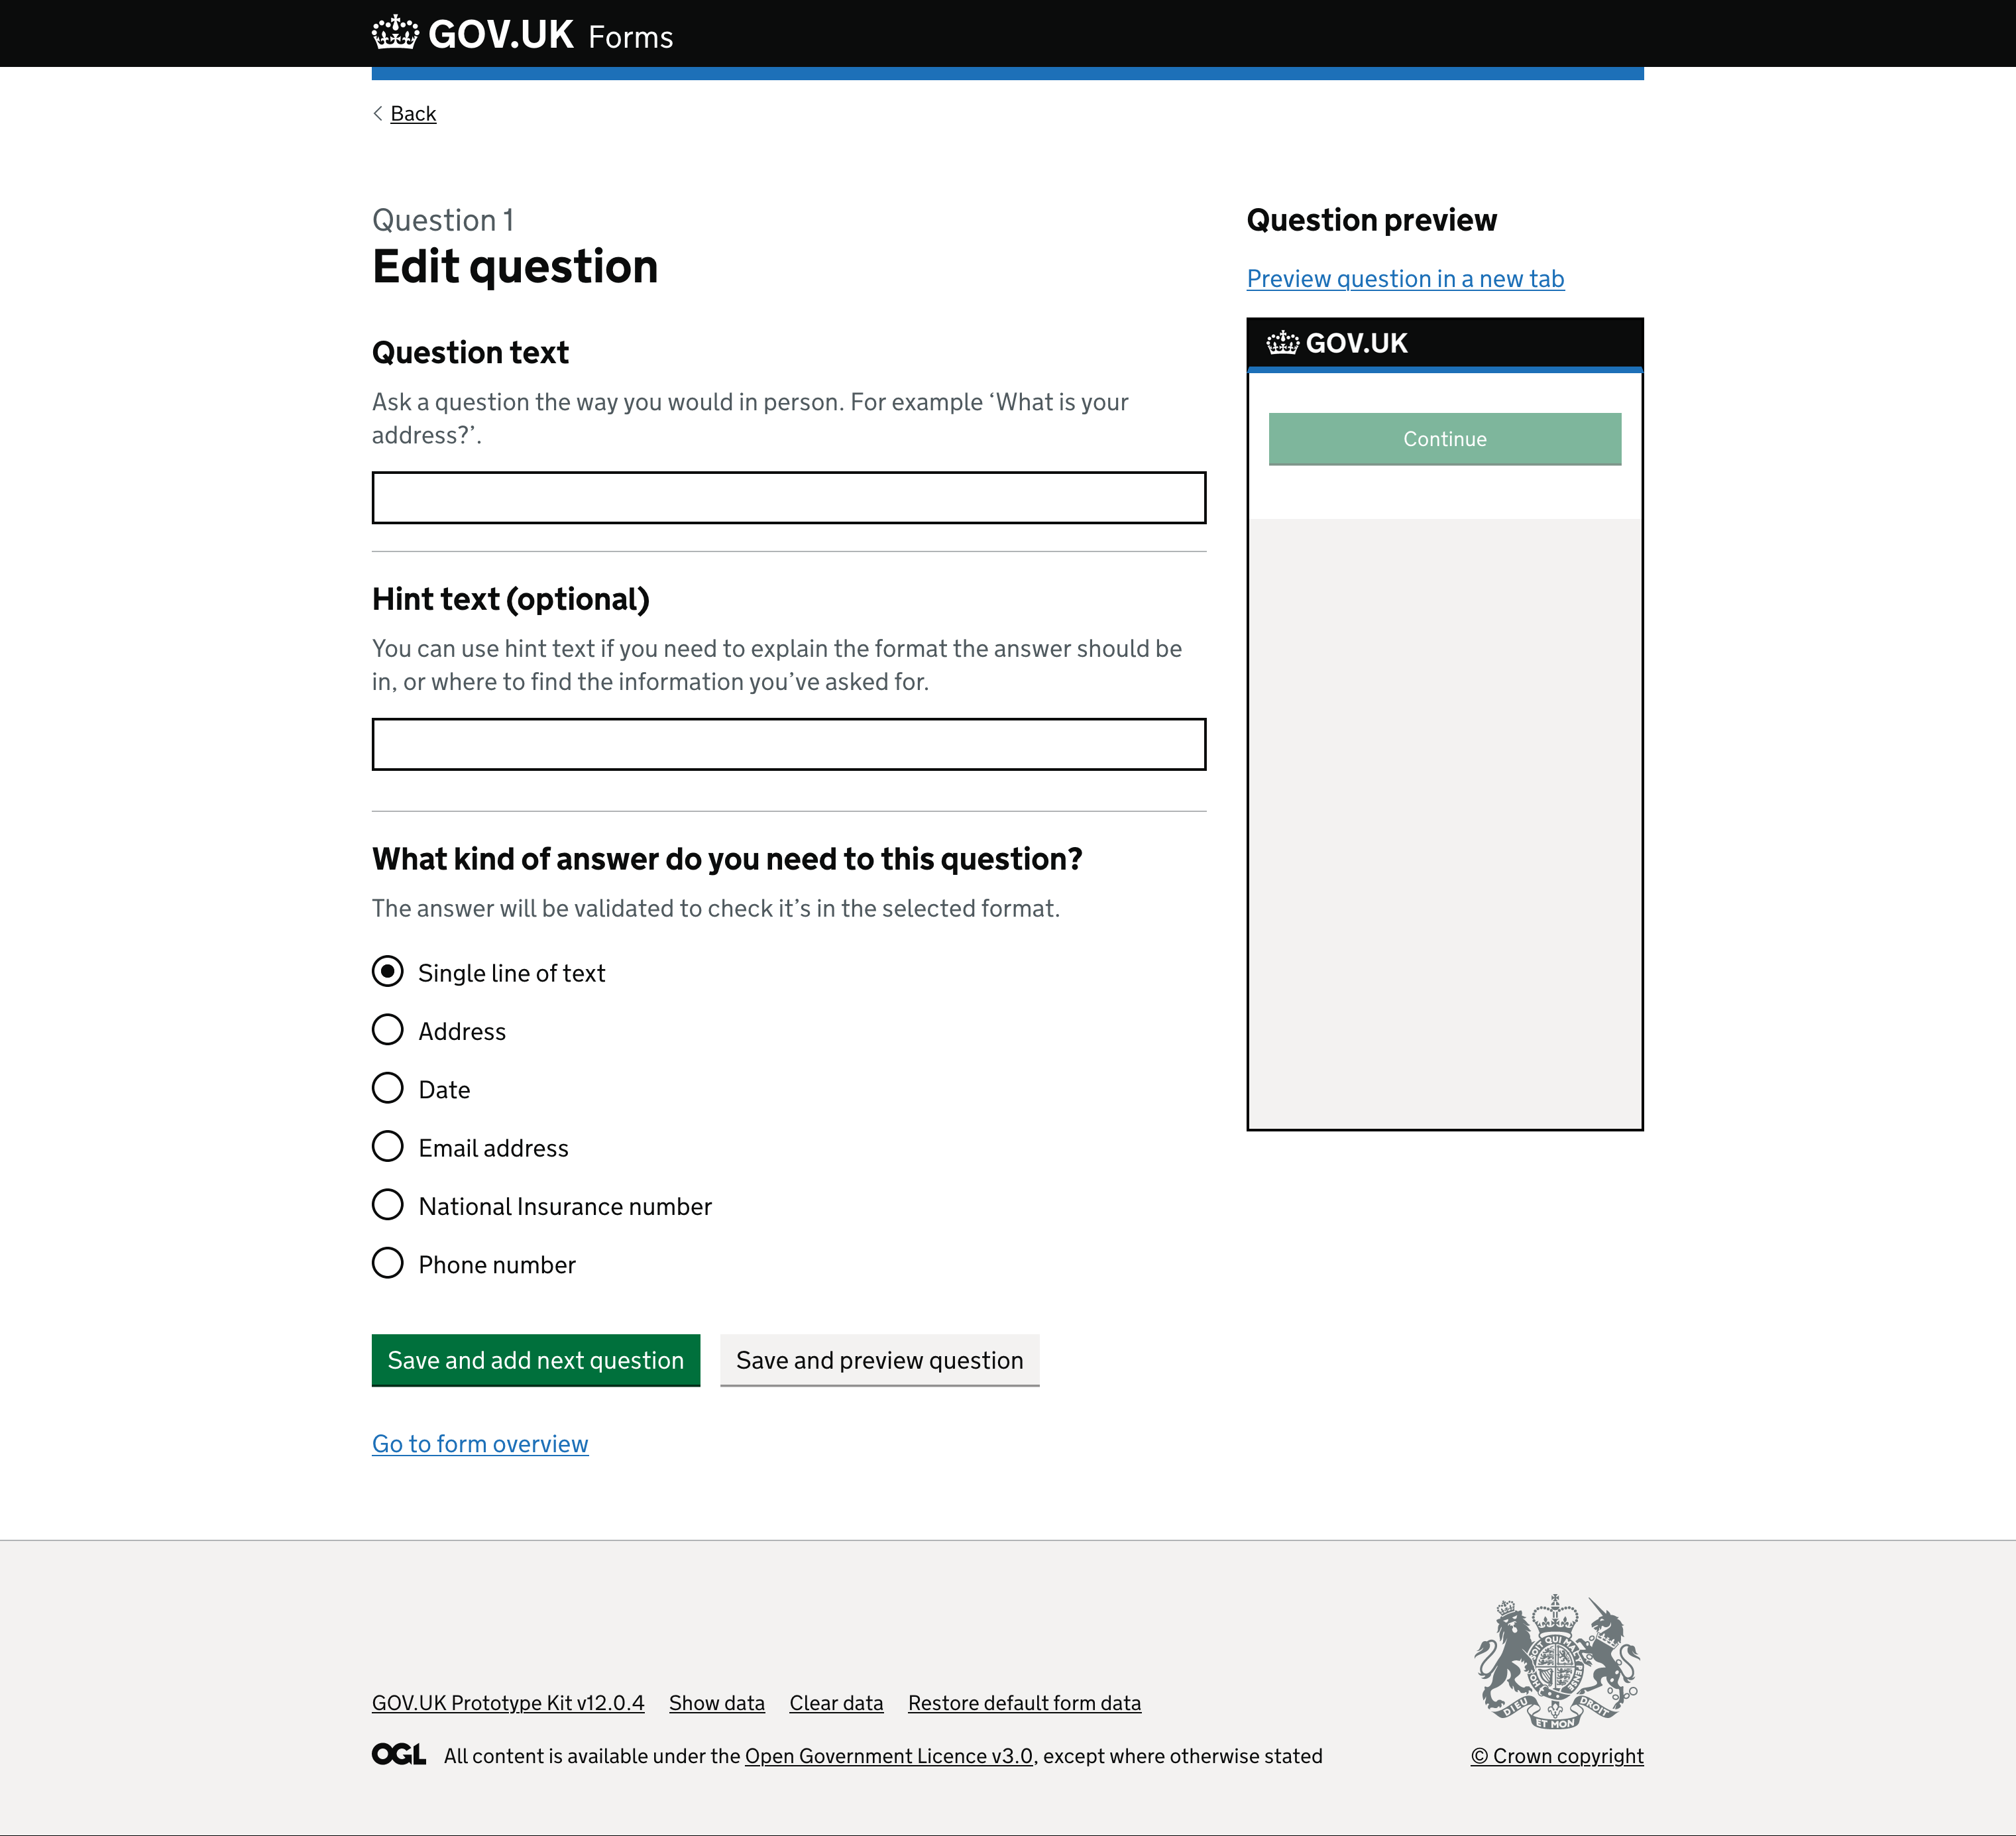 GOV.UK Forms
Back
Question 1
Edit question
Question text
Ask a question the way you would in person. For example ‘What is your
address?’.
Hint text (optional)
You can use hint text if you need to explain the format the answer should be
in, or where to find the information you’ve asked for.
What kind of answer do you need to this question?
The answer will be validated to check it’s in the selected format.
Single line of text
Address
Date
Email address
National Insurance number
Phone number
Save and add next question
Save and preview question
Go to form overview
Question preview
Preview question in a new tab
GOV.UK
Continue
GOV.UK Prototype Kit v12.0.4
Show data
Clear data
Restore default form data
OGL All content is available under the Open Government Licence v3.0, except where otherwise stated
DIEU ET MON DROIT
© Crown copyright